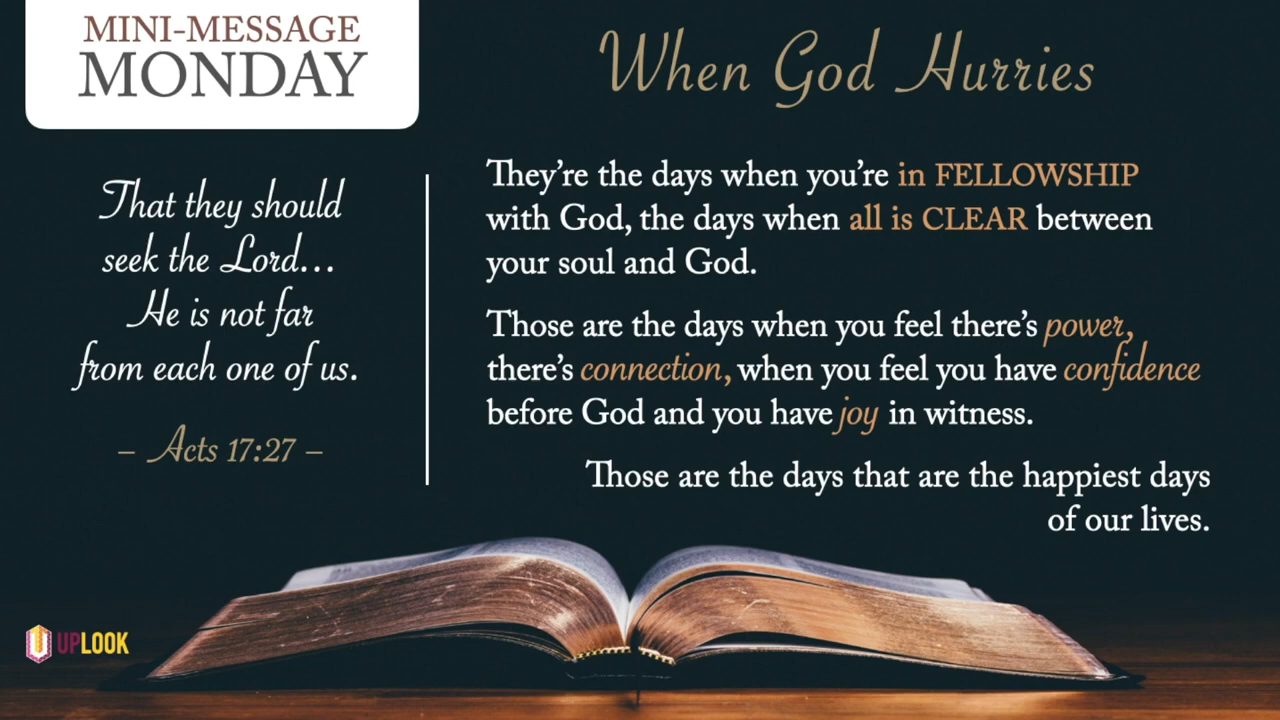 MINI-MESSAGE
MONDAY
When God Hurries
That they should
seek the Lord...
He is not far
from each one of us.
– Acts 17:27 –
They're the days when you're in FELLOWSHIP
with God, the days when all is CLEAR between
your soul and God.
Those are the days when you feel there's power,
there's connection, when you feel you have confidence
before God and you have joy in witness.
Those are the days that are the happiest days
of our lives.
UPLOOK